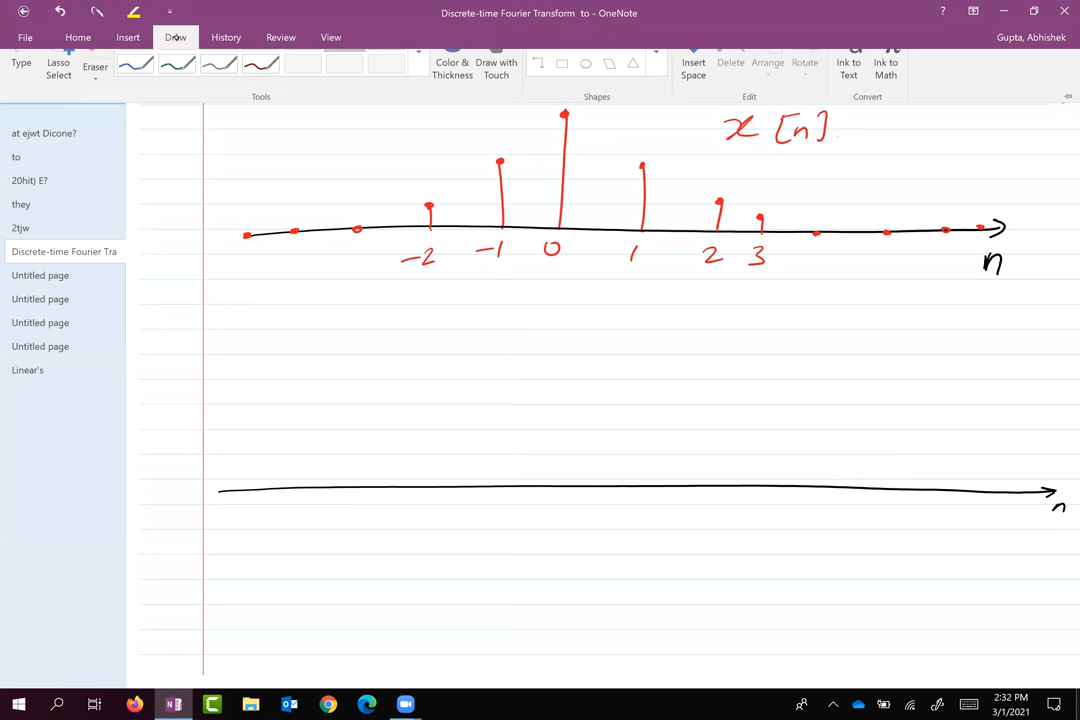 Discrete-time Fourier Transform to - OneNote
?
File
Home
Insert
Draw
History
Review
View
Gupta, Abhishek
Type
Lasso
Select
Eraser
Color &
Thickness
Draw with
Touch
Insert
Space
Delete
Arrange
Rotate
Ink to
Text
Ink to
Math
Tools
Shapes
Edit
Convert
at ejwt Dicone?
to
20hit) E?
they
2tjw
Discrete-time Fourier Tra
Untitled page
Untitled page
Untitled page
Untitled page
Linear's
x [n]
-2 -1 0 1 2 3
n
n
2:32 PM
3/1/2021